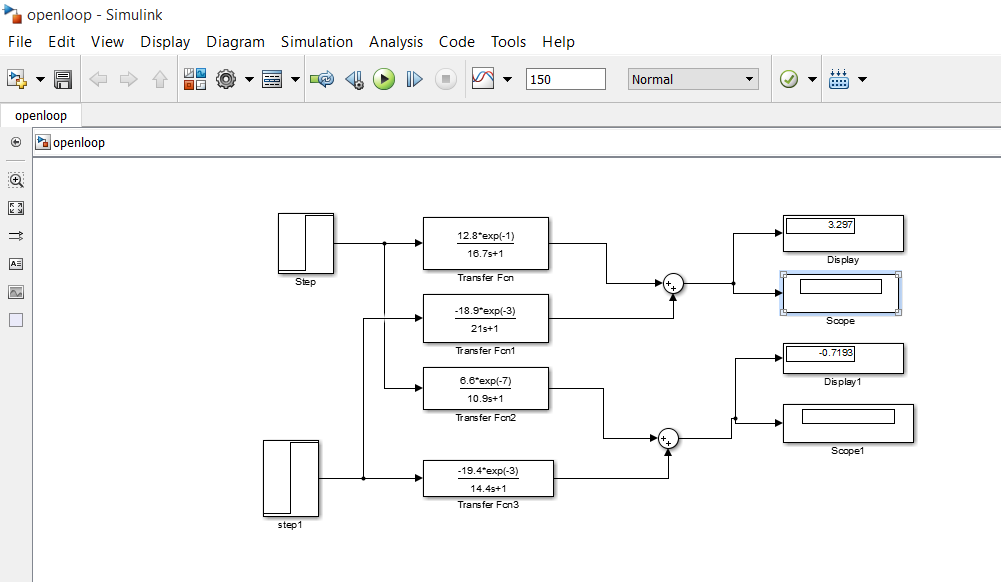 openloop - Simulink
File Edit View Display Diagram Simulation Analysis Code Tools Help
150 Normal
openloop
openloop
Step
12.8*exp(-1)
16.7s+1
Transfer Fcn
-18.9*exp(-3)
21s+1
Transfer Fcn1
6.6*exp(-7)
10.9s+1
Transfer Fcn2
step1
-19.4*exp(-3)
14.4s+1
Transfer Fcn3
3.297
Display
Scope
-0.7193
Display1
Scope1